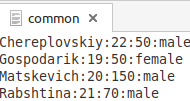 common
Chereplovskiy:22:50:male
Gospodarik:19:50:female
Matskevich:20:150:male
Rabshtina:21:70:male